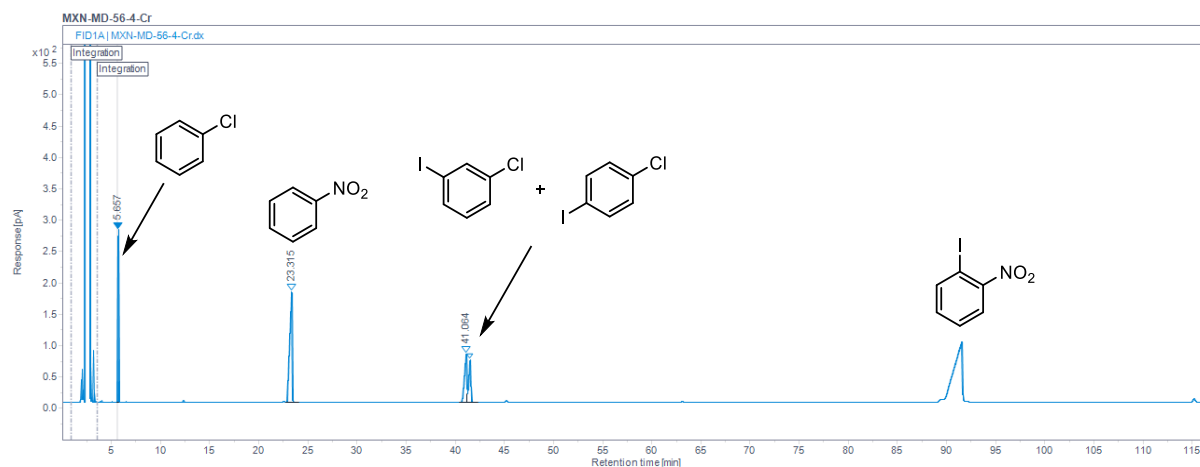 MXN-MD-56-4-Cr
FID1A | MXN-MD-56-4-Cr.dx
x10 2
Integration
Integration
5.5
5.0
4.5
4.0
3.5
3.0
2.5
2.0
1.5
1.0
0.5
0.0
Response[pA]
5.657
Cl
23.315
NO2
I
Cl
+
Cl
I
41.064
I
NO2
5 10 15 20 25 30 35 40 45 50 55 60 65 70 75 80 85 90 95 100 105 110 115
Retention time[min]